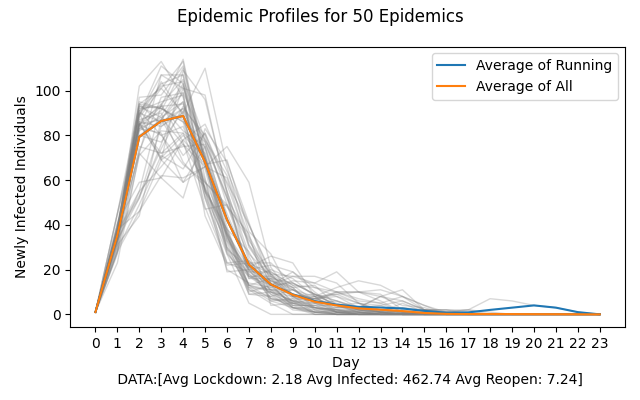 Epidemic Profiles for 50 Epidemics
Average of Running
Average of All
Newly Infected Individuals
100
80
60
40
20
0
0 1 2 3 4 5 6 7 8 9 10 11 12 13 14 15 16 17 18 19 20 21 22 23
Day
DATA:[Avg Lockdown: 2.18 Avg Infected: 462.74 Avg Reopen: 7.24]